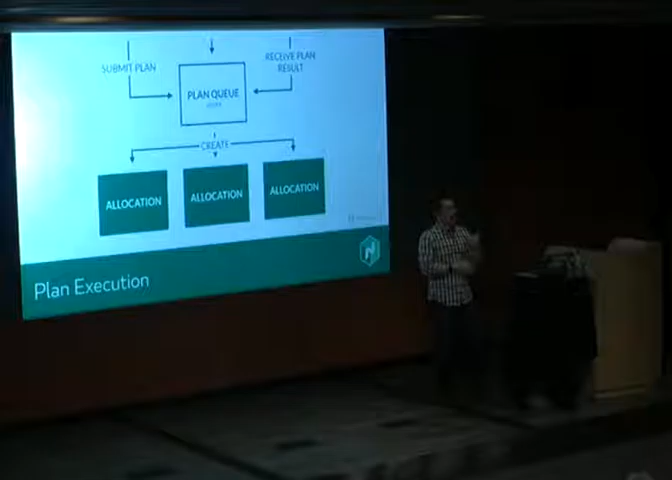 SUBMIT PLAN
RECEIVE PLAN
RESULT
PLAN QUEUE
CREATE
ALLOCATION
ALLOCATION
ALLOCATION
Plan Execution